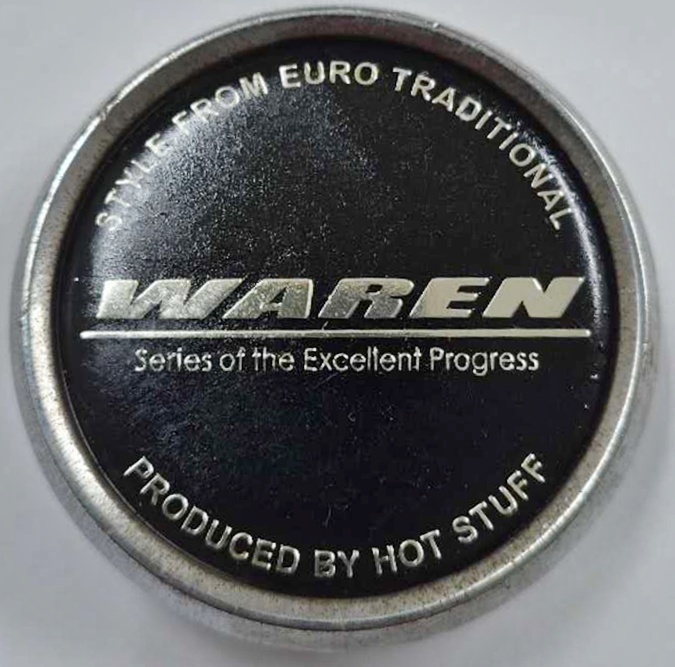 STYLE FROM EURO TRADITIONAL
WAREN
Series of the Excellent Progress
PRODUCED BY HOT STUFF